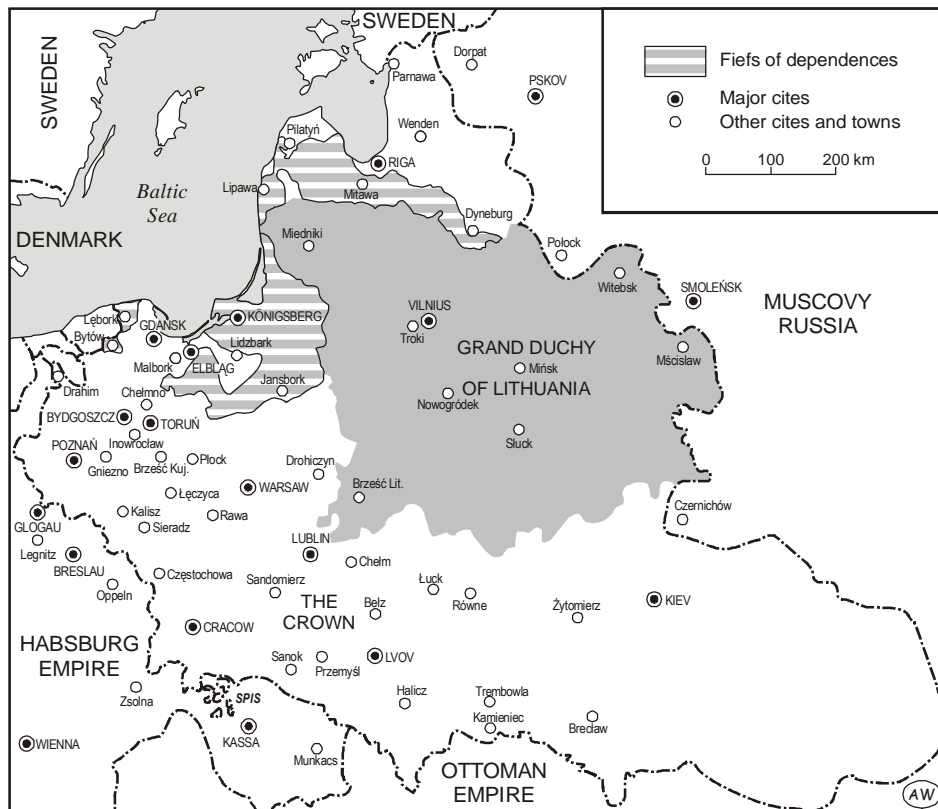 SWEDEN
SWEDEN
Dorpat
Parnawa
PSKOV
Fiefs of dependences
Major cites
Other cites and towns
0 100 200 km
Wenden
Pilatyń
RIGA
Mitawa
Lipawa
Baltic
Sea
Dyneburg
DENMARK
Miedniki
Połock
Witebsk
SMOLEŃSK
MUSCOVY
RUSSIA
VILNIUS
Troki
Lębork
GDAŃSK
KÖNIGSBERG
Bytów
Lidzbark
Malbork
ELBLĄG
GRAND DUCHY
OF LITHUANIA
Mińsk
Mścisław
Drahim
Chełmno
Jansbork
Nowogródek
BYDGOSZCZ
TORUŃ
Inowrocław
Słuck
POZNAŃ
Gniezno
Brześć Kuj.
Płock
Drohiczyn
WARSAW
Brześć Lit.
Łęczyca
Kalisz
Sieradz
Rawa
Czernichów
GLOGAU
Legnitz
BRESLAU
LUBLIN
Chełm
Oppeln
Częstochowa
Sandomierz
Łuck
Równe
THE
CROWN
Bełz
Żytomierz
KIEV
CRACOW
HABSBURG
EMPIRE
Sanok
Przemyśl
LVOV
Zsolna
SPIS
Halicz
Trembowla
Kamieniec
Brecław
WIENNA
KASSA
Munkacs
OTTOMAN
EMPIRE
AW